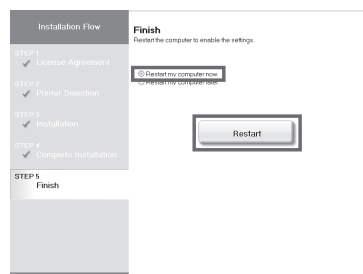 Installation Flow
STEP 1
License Agreement
STEP 2
Printer Selection
STEP 3
Installation
STEP 4
Complete Installation
STEP 5
Finish
Finish
Restart the computer to enable the settings.
Restart my computer now.
Restart my computer later.
Restart